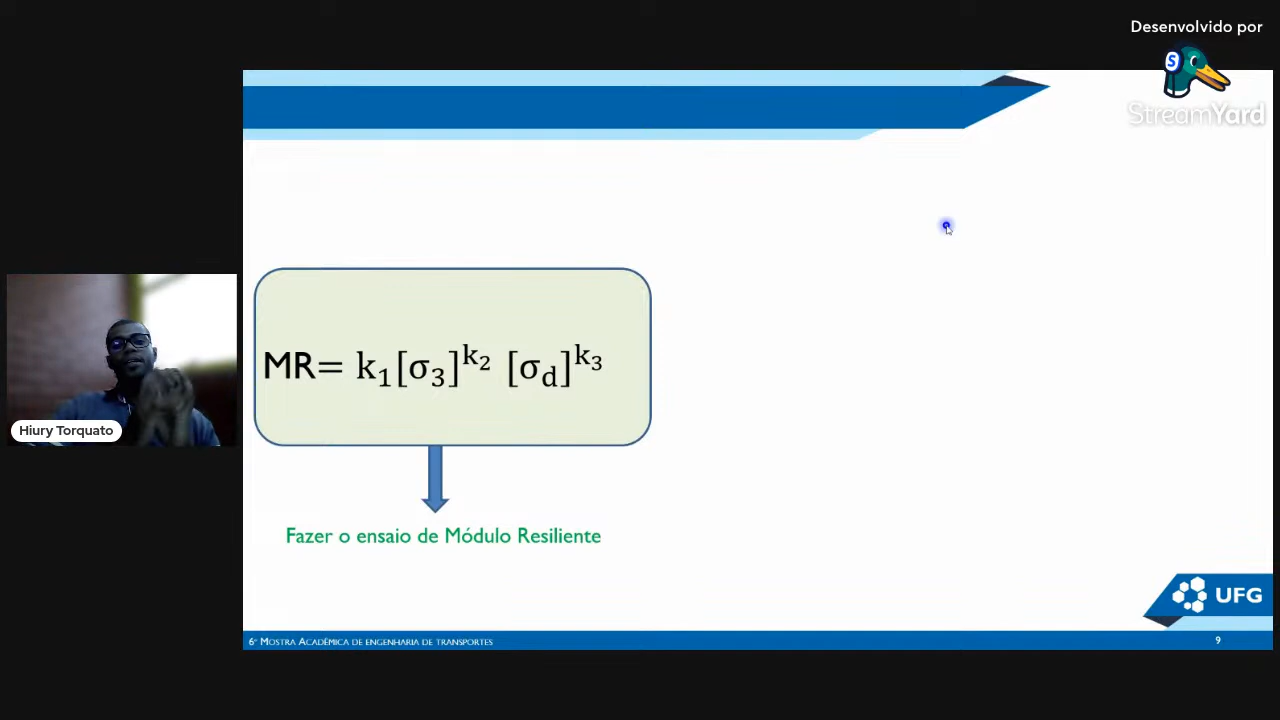 Desenvolvido por
S
StreamYard
MR= k₁[σ₃]^k₂ [σd]^k₃
Hiury Torquato
Fazer o ensaio de Módulo Resiliente
UFG
6ª MOSTRA ACADÊMICA DE ENGENHARIA DE TRANSPORTES
9